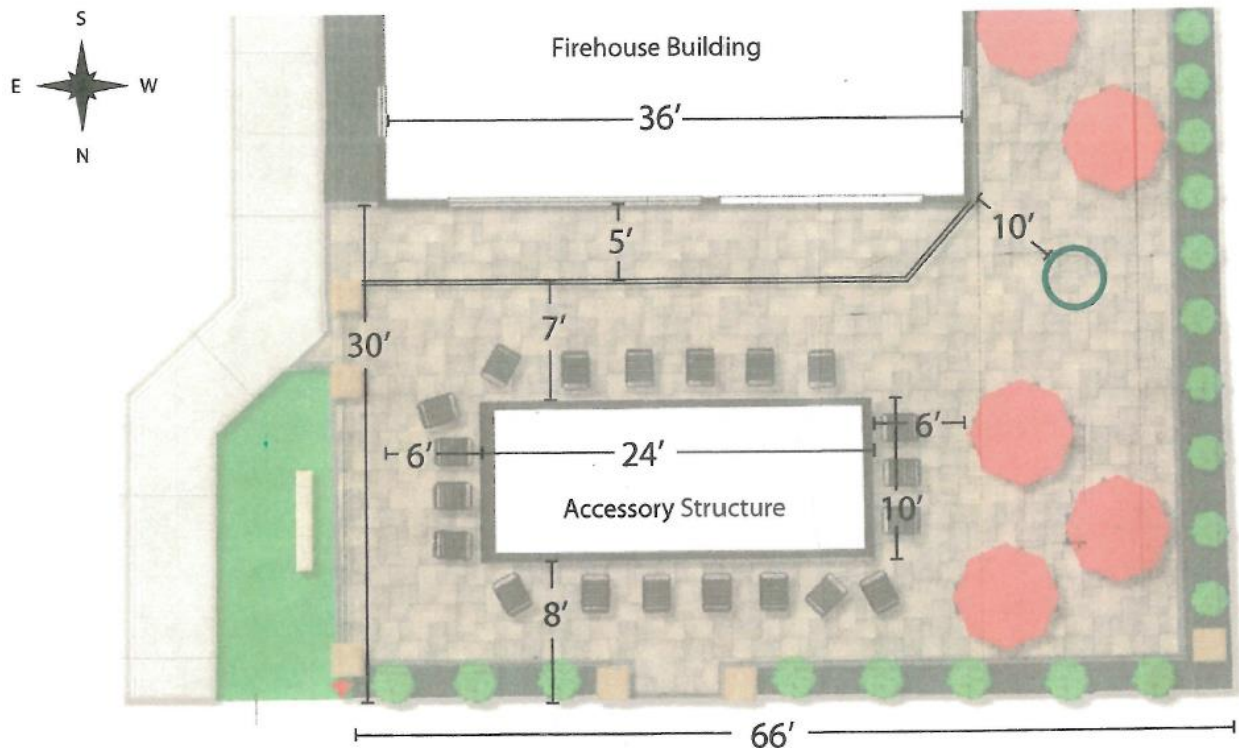 S
E
W
N
Firehouse Building
36’
5’
10’
7’
30’
6’
24’
6’
10’
Accessory Structure
8’
66’